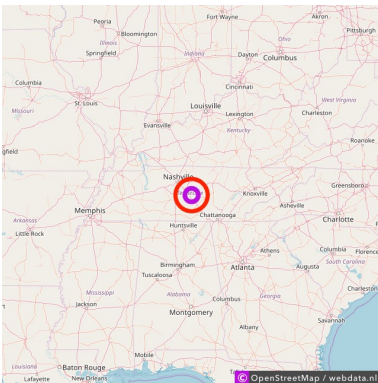 Peoria
Fort Wayne
Akron
Pittsburgh
Bloomington
Illinois
Ohio
Springfield
Indiana
Dayton
Columbus
Columbia
Cincinnati
St. Louis
Louisville
West Virginia
Missouri
Lexington
Charleston
Evansville
Kentucky
Roanoke
gfield
Nashville
Greensboro
Knoxville
Asheville
Memphis
Chattanooga
Charlotte
Arkansas
Huntsville
Little Rock
Athens
Columbia
Florence
Birmingham
Atlanta
Augusta
South Carolina
Tuscaloosa
Mississippi
Alabama
Columbus
Georgia
Charleston
Jackson
Montgomery
Savannah
Albany
Mobile
Louisiana
Baton Rouge
Lafayette
New Orleans
© OpenStreetMap / webdata.nl